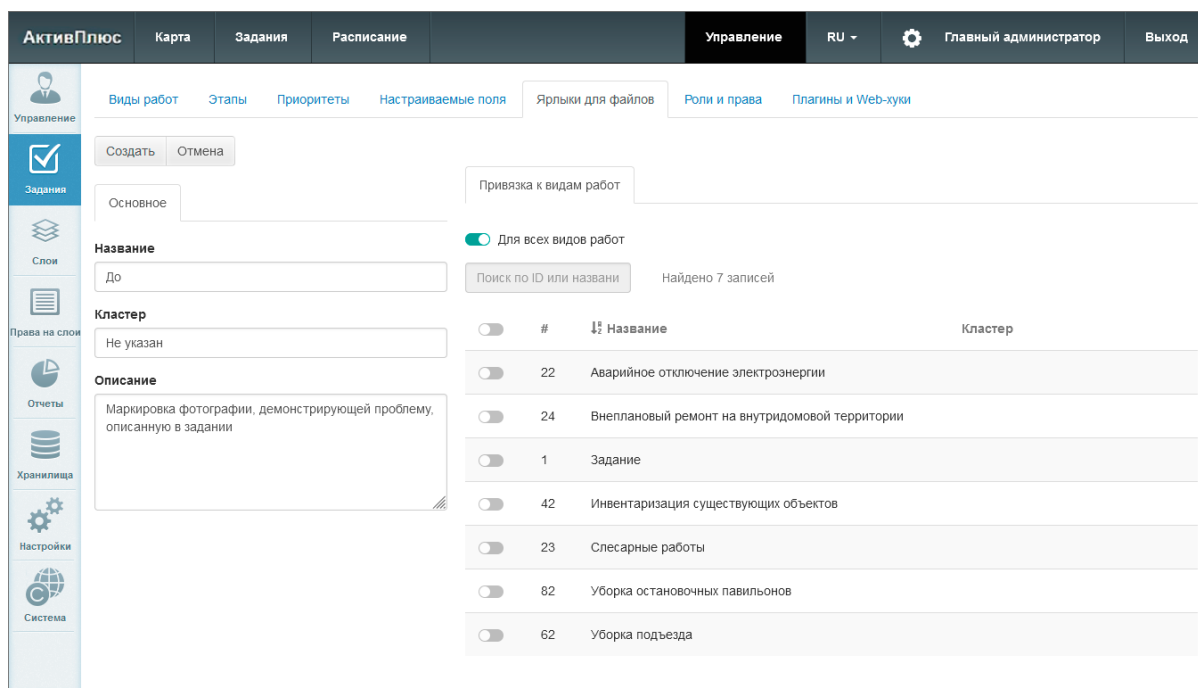 АктивПлюс Карта Задания Расписание Управление RU Главный администратор Выход
Управление
Задания
Слои
Права на слои
Отчеты
Хранилища
Настройки
Система
Виды работ Этапы Приоритеты Настраиваемые поля Ярлыки для файлов Роли и права Плагины и Web-хуки
Создать Отмена
Основное
Название
До
Кластер
Не указан
Описание
Маркировка фотографии, демонстрирующей проблему,
описанную в задании
Привязка к видам работ
Для всех видов работ
Поиск по ID или названи Найдено 7 записей
# Название Кластер
22 Аварийное отключение электроэнергии
24 Внеплановый ремонт на внутридомовой территории
1 Задание
42 Инвентаризация существующих объектов
23 Слесарные работы
82 Уборка остановочных павильонов
62 Уборка подъезда